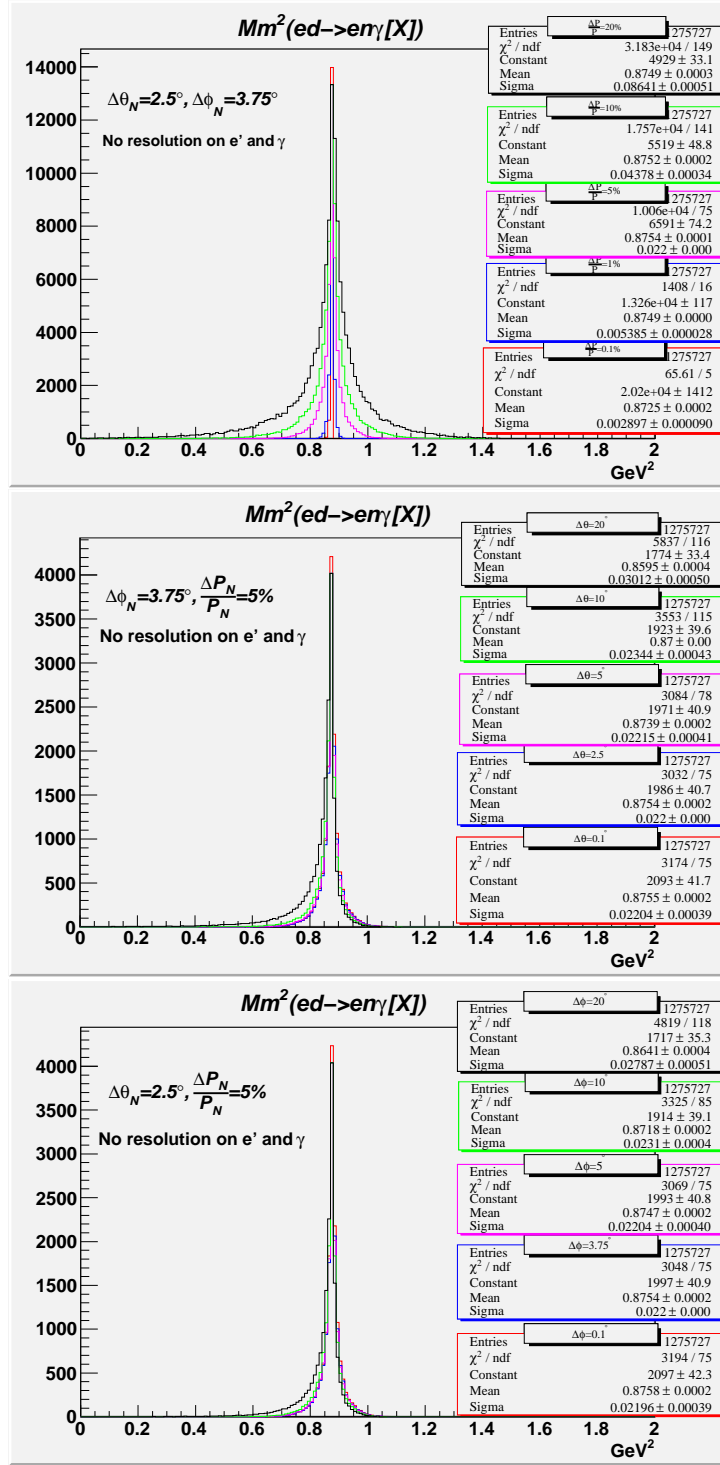 Mm²(ed−>enγ[X])
Δθ_N=2.5°, Δϕ_N=3.75°
No resolution on e' and γ
ΔP/P=20%
Entries 1275727
χ² / ndf 3.183e+04 / 149
Constant 4929 ± 33.1
Mean 0.8749 ± 0.0003
Sigma 0.08641 ± 0.00051
ΔP/P=10%
Entries 1275727
χ² / ndf 1.757e+04 / 141
Constant 5519 ± 48.8
Mean 0.8752 ± 0.0002
Sigma 0.04378 ± 0.00034
ΔP/P=5%
Entries 1275727
χ² / ndf 1.006e+04 / 75
Constant 6591 ± 74.2
Mean 0.8754 ± 0.0001
Sigma 0.022 ± 0.000
ΔP/P=1%
Entries 1275727
χ² / ndf 1408 / 16
Constant 1.326e+04 ± 117
Mean 0.8749 ± 0.0000
Sigma 0.005385 ± 0.000028
ΔP/P=0.1%
Entries 1275727
χ² / ndf 65.61 / 5
Constant 2.02e+04 ± 1412
Mean 0.8725 ± 0.0002
Sigma 0.002897 ± 0.000090
14000
12000
10000
8000
6000
4000
2000
0
0 0.2 0.4 0.6 0.8 1 1.2 1.4 1.6 1.8 2
GeV²
Mm²(ed−>enγ[X])
Δϕ_N=3.75°, ΔP_N/P_N=5%
No resolution on e' and γ
Δθ=20°
Entries 1275727
χ² / ndf 5837 / 116
Constant 1774 ± 33.4
Mean 0.8595 ± 0.0004
Sigma 0.03012 ± 0.00050
Δθ=10°
Entries 1275727
χ² / ndf 3553 / 115
Constant 1923 ± 39.6
Mean 0.87 ± 0.00
Sigma 0.02344 ± 0.00043
Δθ=5°
Entries 1275727
χ² / ndf 3084 / 78
Constant 1971 ± 40.9
Mean 0.8739 ± 0.0002
Sigma 0.02215 ± 0.00041
Δθ=2.5°
Entries 1275727
χ² / ndf 3032 / 75
Constant 1986 ± 40.7
Mean 0.8754 ± 0.0002
Sigma 0.022 ± 0.000
Δθ=0.1°
Entries 1275727
χ² / ndf 3174 / 75
Constant 2093 ± 41.7
Mean 0.8755 ± 0.0002
Sigma 0.02204 ± 0.00039
4000
3500
3000
2500
2000
1500
1000
500
0
0 0.2 0.4 0.6 0.8 1 1.2 1.4 1.6 1.8 2
GeV²
Mm²(ed−>enγ[X])
Δθ_N=2.5°, ΔP_N/P_N=5%
No resolution on e' and γ
Δϕ=20°
Entries 1275727
χ² / ndf 4819 / 118
Constant 1717 ± 35.3
Mean 0.8641 ± 0.0004
Sigma 0.02787 ± 0.00051
Δϕ=10°
Entries 1275727
χ² / ndf 3325 / 85
Constant 1914 ± 39.1
Mean 0.8718 ± 0.0002
Sigma 0.0231 ± 0.0004
Δϕ=5°
Entries 1275727
χ² / ndf 3069 / 75
Constant 1993 ± 40.8
Mean 0.8747 ± 0.0002
Sigma 0.02204 ± 0.00040
Δϕ=3.75°
Entries 1275727
χ² / ndf 3048 / 75
Constant 1997 ± 40.9
Mean 0.8754 ± 0.0002
Sigma 0.022 ± 0.000
Δϕ=0.1°
Entries 1275727
χ² / ndf 3194 / 75
Constant 2097 ± 42.3
Mean 0.8758 ± 0.0002
Sigma 0.02196 ± 0.00039
4000
3500
3000
2500
2000
1500
1000
500
0
0 0.2 0.4 0.6 0.8 1 1.2 1.4 1.6 1.8 2
GeV²